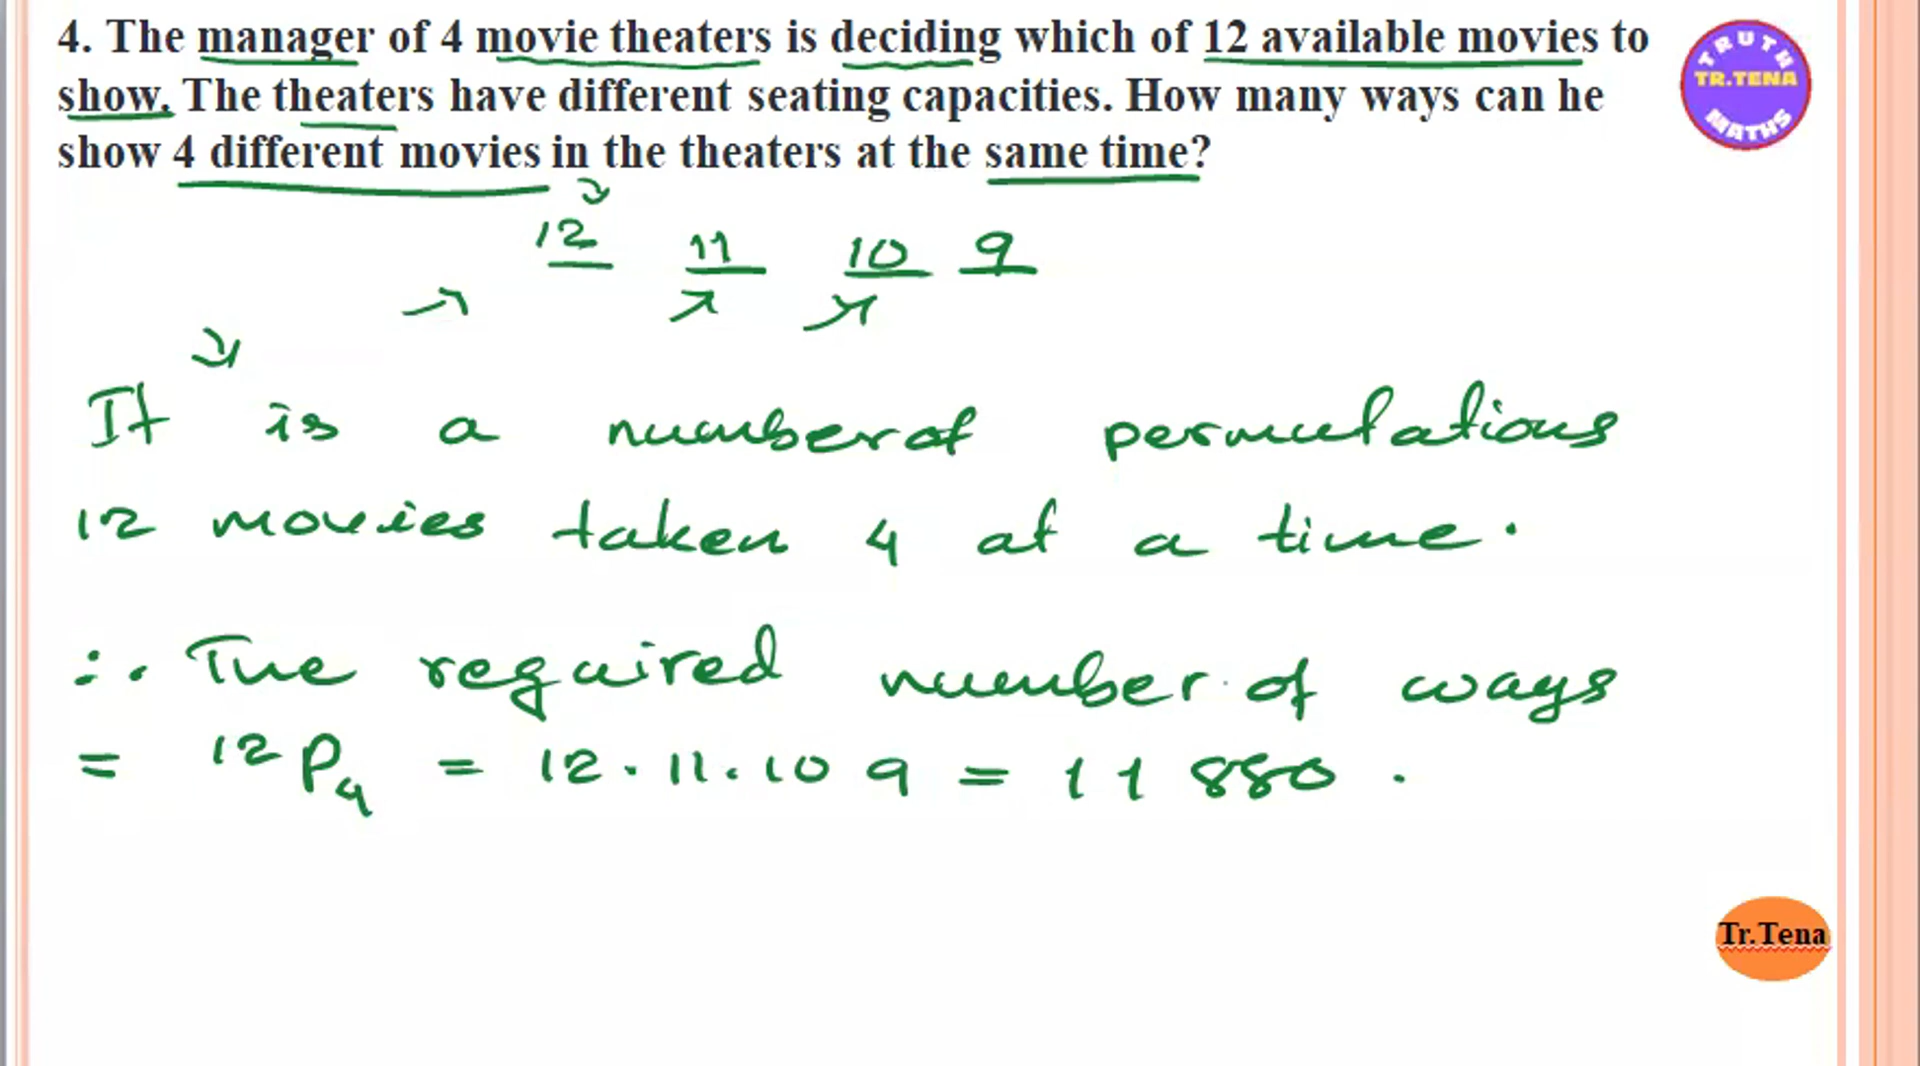 4. The manager of 4 movie theaters is deciding which of 12 available movies to
show. The theaters have different seating capacities. How many ways can he
show 4 different movies in the theaters at the same time?
TRUTH
TR.TENA
MATHS
12 11 10 9
It is a number of permutations
12 movies taken 4 at a time.
∴ The required number of ways
= ¹²P₄ = 12 · 11 · 10 9 = 11 880.
Tr.Tena